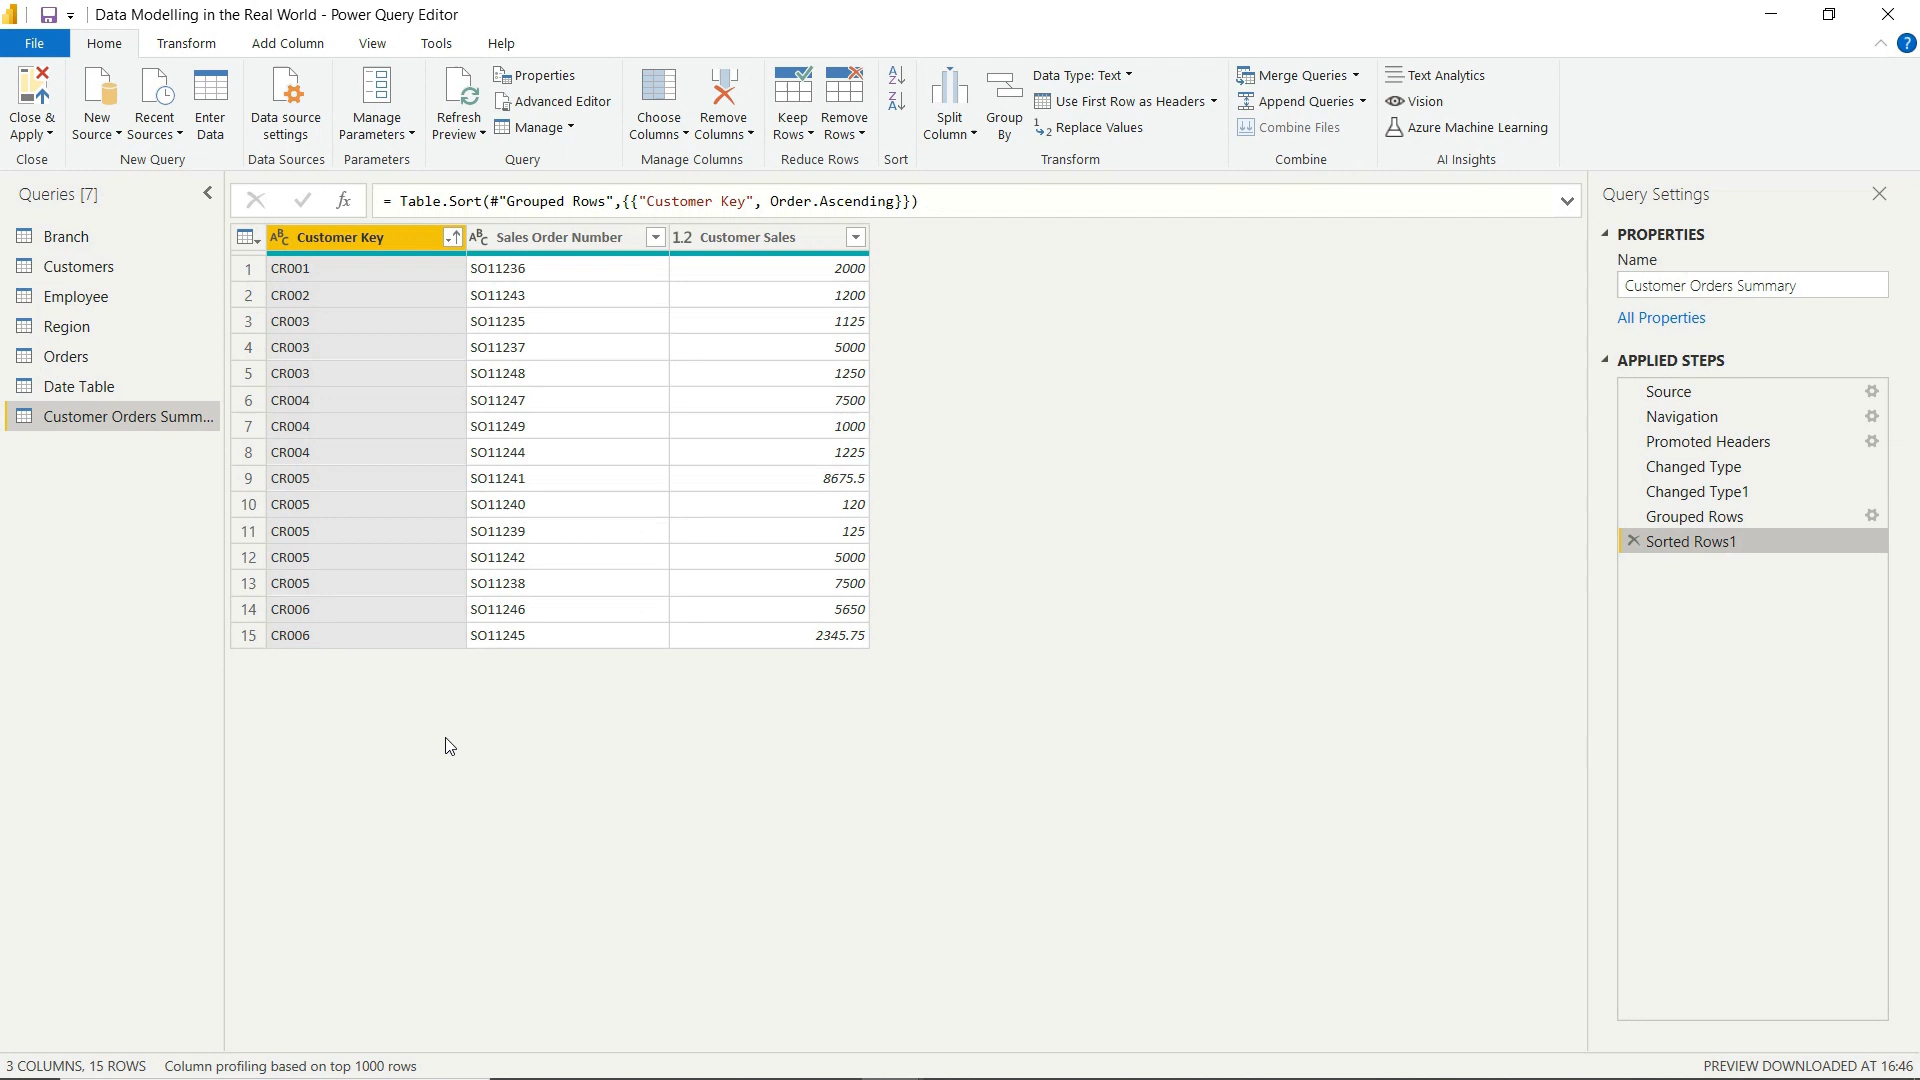 Data Modelling in the Real World - Power Query Editor
File Home Transform Add Column View Tools Help
?
Close & Apply
New Source
Recent Sources
Enter Data
Data source settings
Manage Parameters
Refresh Preview
Properties
Advanced Editor
Manage
Choose Columns
Remove Columns
Keep Rows
Remove Rows
A Z
Z A
Split Column
Group By
Data Type: Text
Use First Row as Headers
1 2 Replace Values
Merge Queries
Append Queries
Combine Files
Text Analytics
Vision
Azure Machine Learning
Close New Query Data Sources Parameters Query Manage Columns Reduce Rows Sort Transform Combine AI Insights
Queries [7]
Branch
Customers
Employee
Region
Orders
Date Table
Customer Orders Summ...
fx = Table.Sort(#"Grouped Rows",{{"Customer Key", Order.Ascending}})
ABC Customer Key ABC Sales Order Number 1.2 Customer Sales
1 CR001 SO11236 2000
2 CR002 SO11243 1200
3 CR003 SO11235 1125
4 CR003 SO11237 5000
5 CR003 SO11248 1250
6 CR004 SO11247 7500
7 CR004 SO11249 1000
8 CR004 SO11244 1225
9 CR005 SO11241 8675.5
10 CR005 SO11240 120
11 CR005 SO11239 125
12 CR005 SO11242 5000
13 CR005 SO11238 7500
14 CR006 SO11246 5650
15 CR006 SO11245 2345.75
Query Settings
PROPERTIES
Name
Customer Orders Summary
All Properties
APPLIED STEPS
Source
Navigation
Promoted Headers
Changed Type
Changed Type1
Grouped Rows
Sorted Rows1
3 COLUMNS, 15 ROWS Column profiling based on top 1000 rows PREVIEW DOWNLOADED AT 16:46